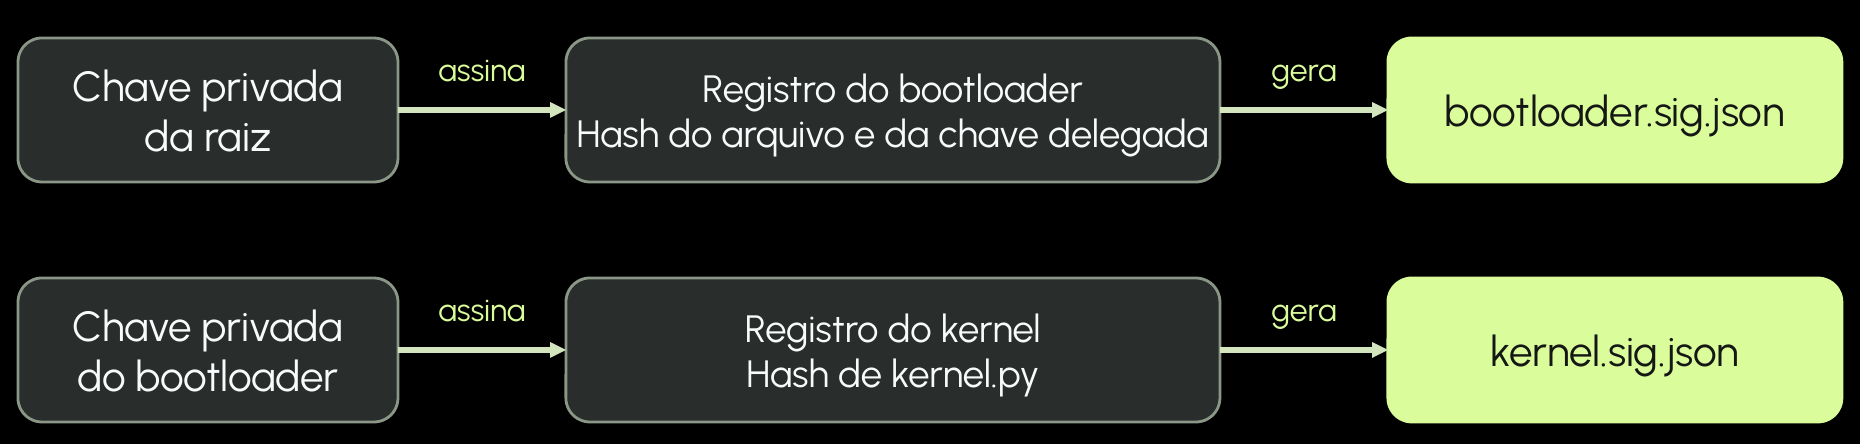 Chave privada
da raiz
assina
Registro do bootloader
Hash do arquivo e da chave delegada
gera
bootloader.sig.json
Chave privada
do bootloader
assina
Registro do kernel
Hash de kernel.py
gera
kernel.sig.json